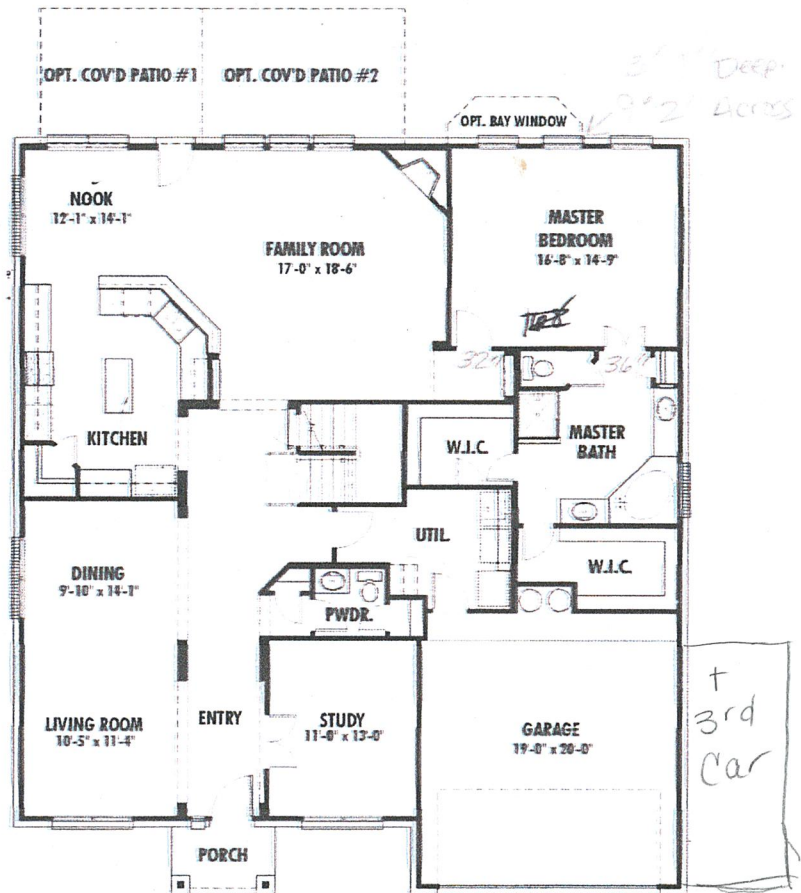 OPT. COV'D PATIO #1
OPT. COV'D PATIO #2
Deep
Across
OPT. BAY WINDOW
NOOK
12'-1" x 14'-1"
FAMILY ROOM
17'-0" x 18'-6"
MASTER
BEDROOM
16'-8" x 14'-9"
32"
36"
KITCHEN
W.I.C.
MASTER
BATH
UTIL.
DINING
9'-10" x 14'-1"
W.I.C.
PWDR.
LIVING ROOM
10'-5" x 11'-4"
ENTRY
STUDY
11'-0" x 13'-0"
GARAGE
19'-0" x 20'-0"
+
3rd
Car
PORCH